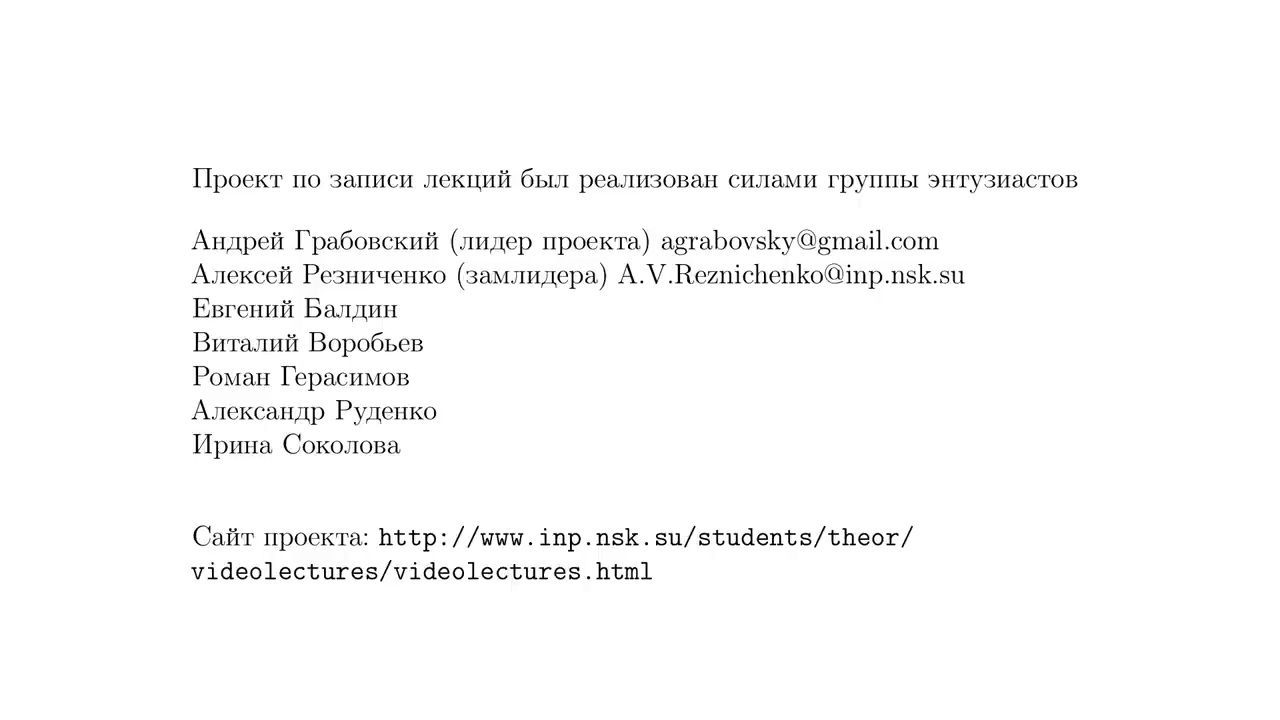 Проект по записи лекций был реализован силами группы энтузиастов
Андрей Грабовский (лидер проекта) agrabovsky@gmail.com
Алексей Резниченко (замлидера) A.V.Reznichenko@inp.nsk.su
Евгений Балдин
Виталий Воробьев
Роман Герасимов
Александр Руденко
Ирина Соколова
Сайт проекта: http://www.inp.nsk.su/students/theor/
videolectures/videolectures.html